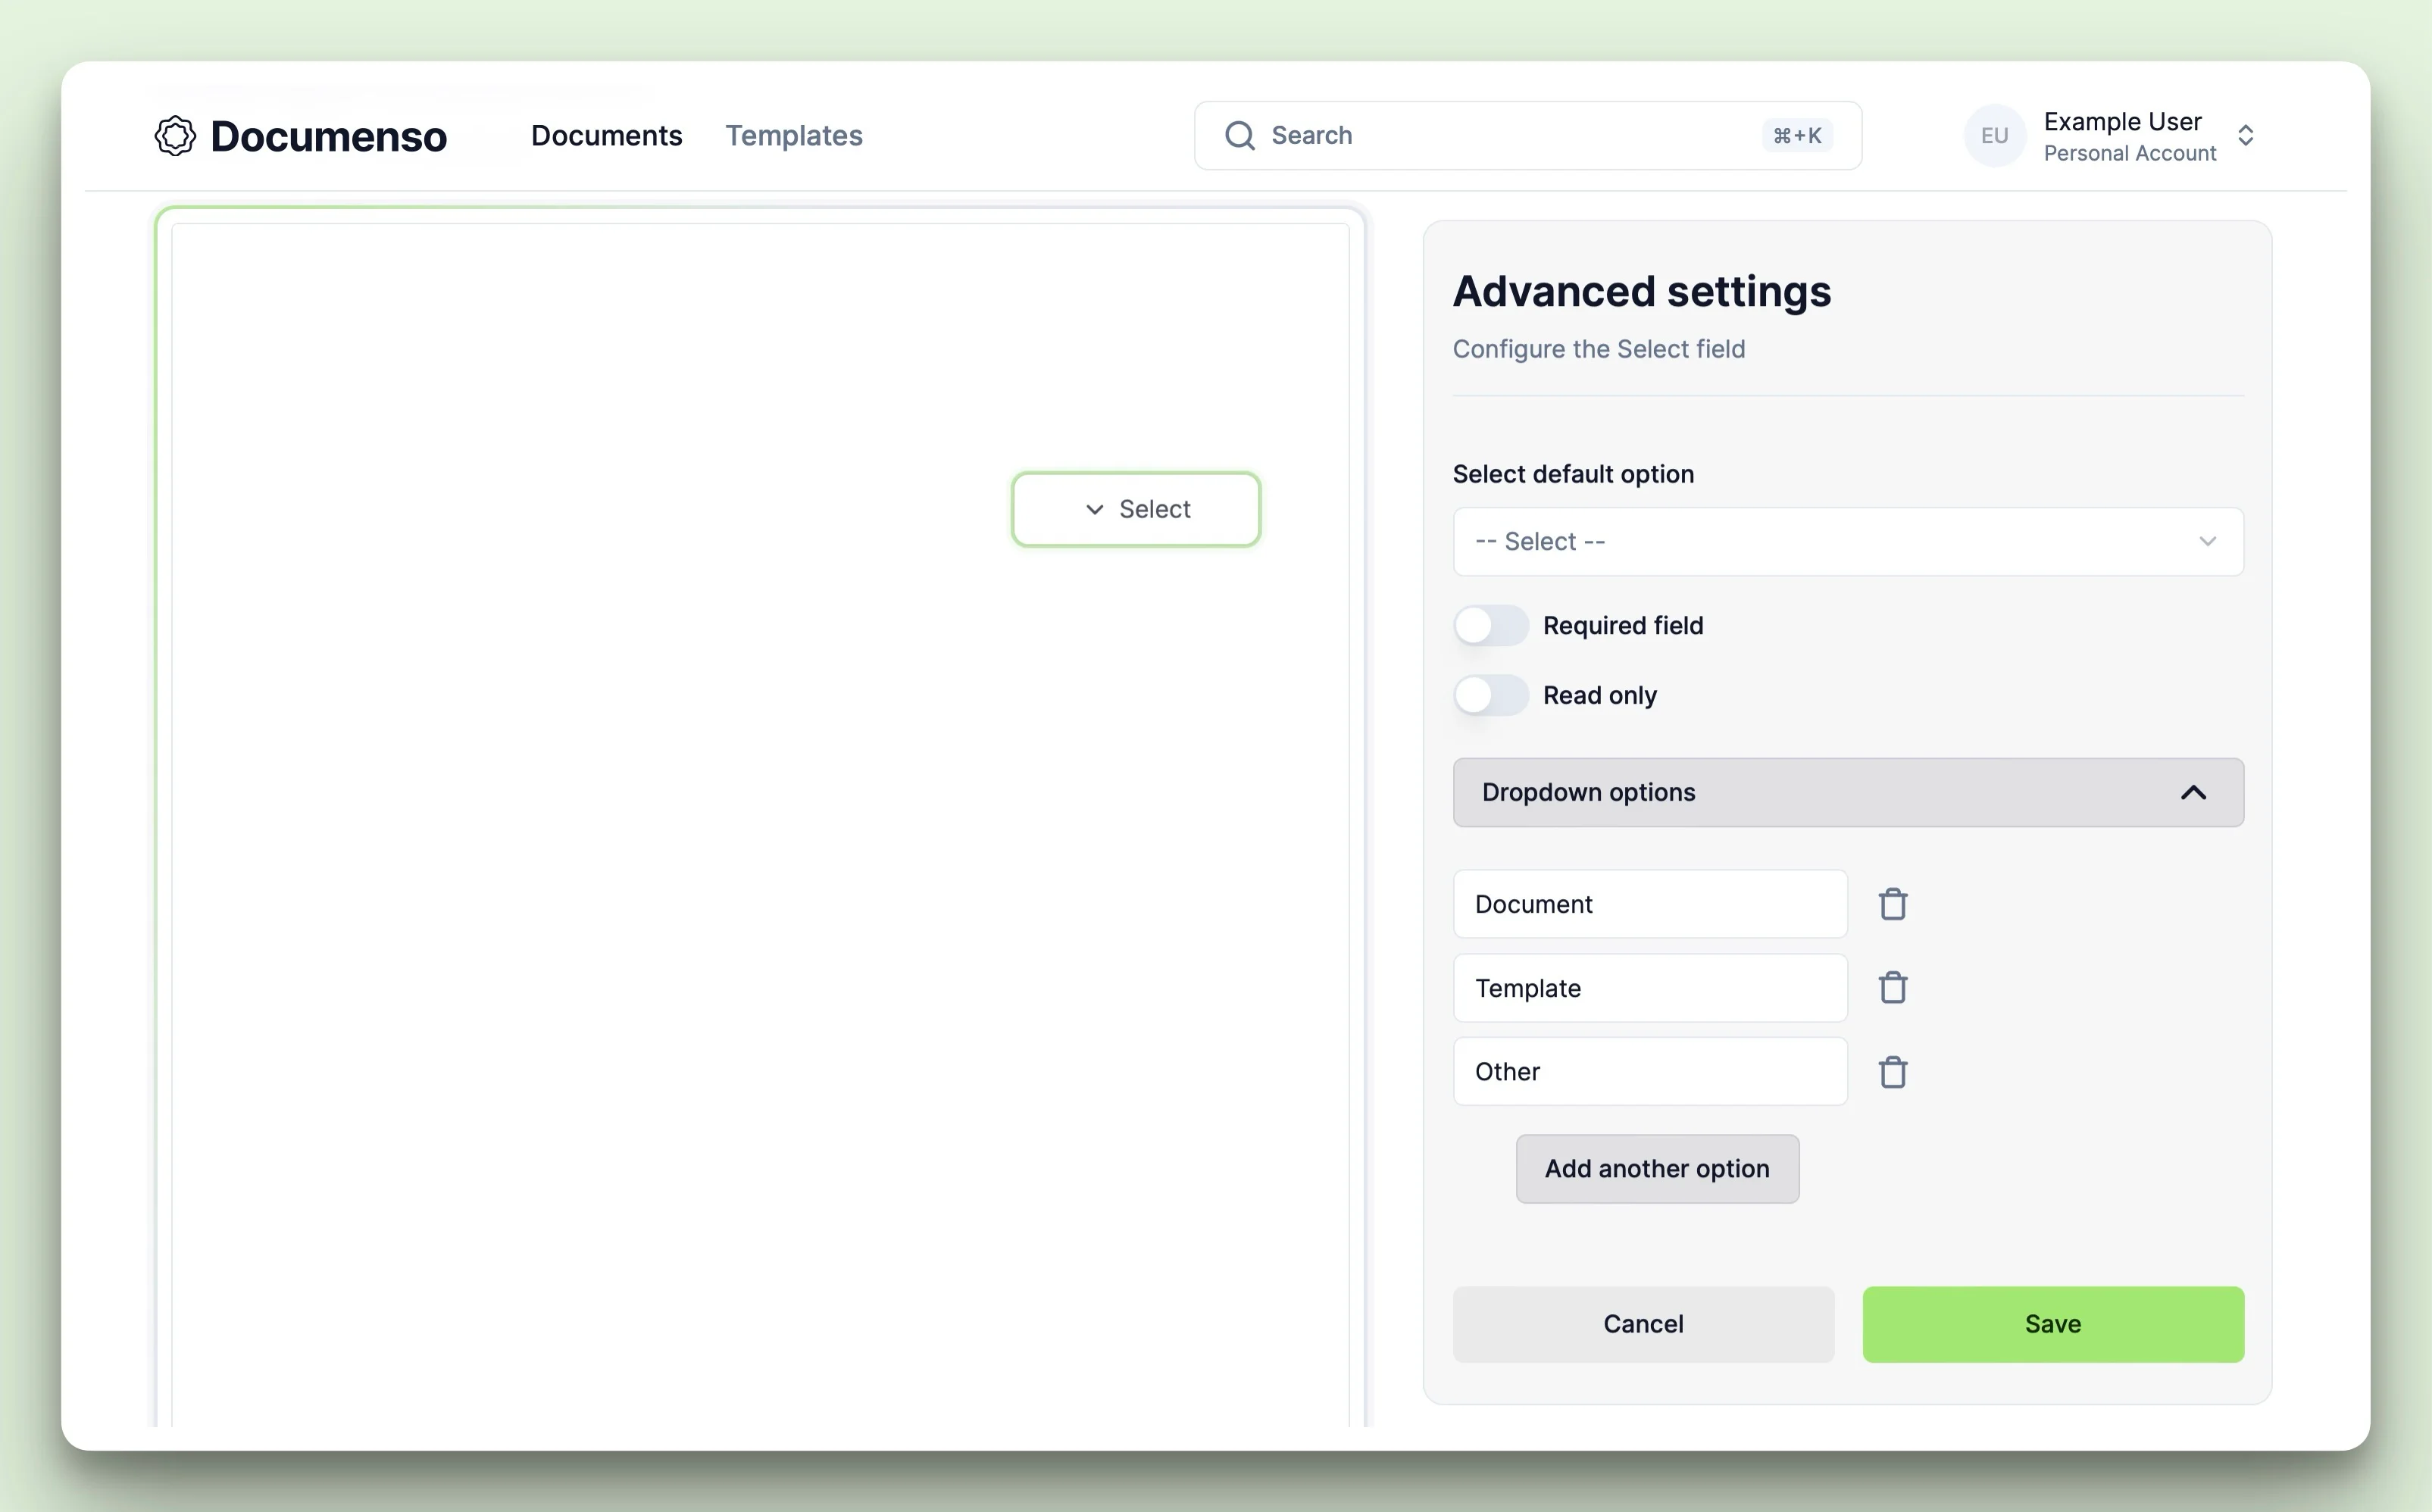 Documenso
Documents
Templates
Search
⌘+K
EU
Example User
Personal Account
Select
Advanced settings
Configure the Select field
Select default option
-- Select --
Required field
Read only
Dropdown options
Document
Template
Other
Add another option
Cancel
Save